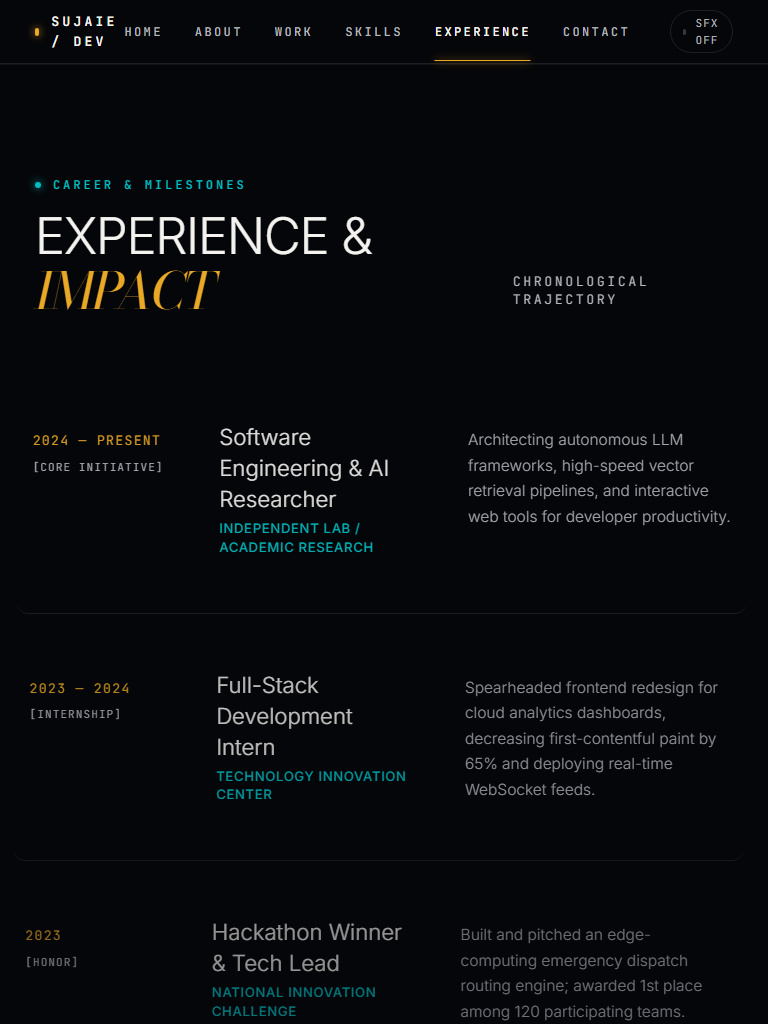 SUJAIE
/ DEV
HOME
ABOUT
WORK
SKILLS
EXPERIENCE
CONTACT
SFX
OFF
CAREER & MILESTONES
EXPERIENCE &
IMPACT
CHRONOLOGICAL
TRAJECTORY
2024 — PRESENT
[CORE INITIATIVE]
Software
Engineering & AI
Researcher
INDEPENDENT LAB /
ACADEMIC RESEARCH
Architecting autonomous LLM
frameworks, high-speed vector
retrieval pipelines, and interactive
web tools for developer productivity.
2023 — 2024
[INTERNSHIP]
Full-Stack
Development
Intern
TECHNOLOGY INNOVATION
CENTER
Spearheaded frontend redesign for
cloud analytics dashboards,
decreasing first-contentful paint by
65% and deploying real-time
WebSocket feeds.
2023
[HONOR]
Hackathon Winner
& Tech Lead
NATIONAL INNOVATION
CHALLENGE
Built and pitched an edge-
computing emergency dispatch
routing engine; awarded 1st place
among 120 participating teams.